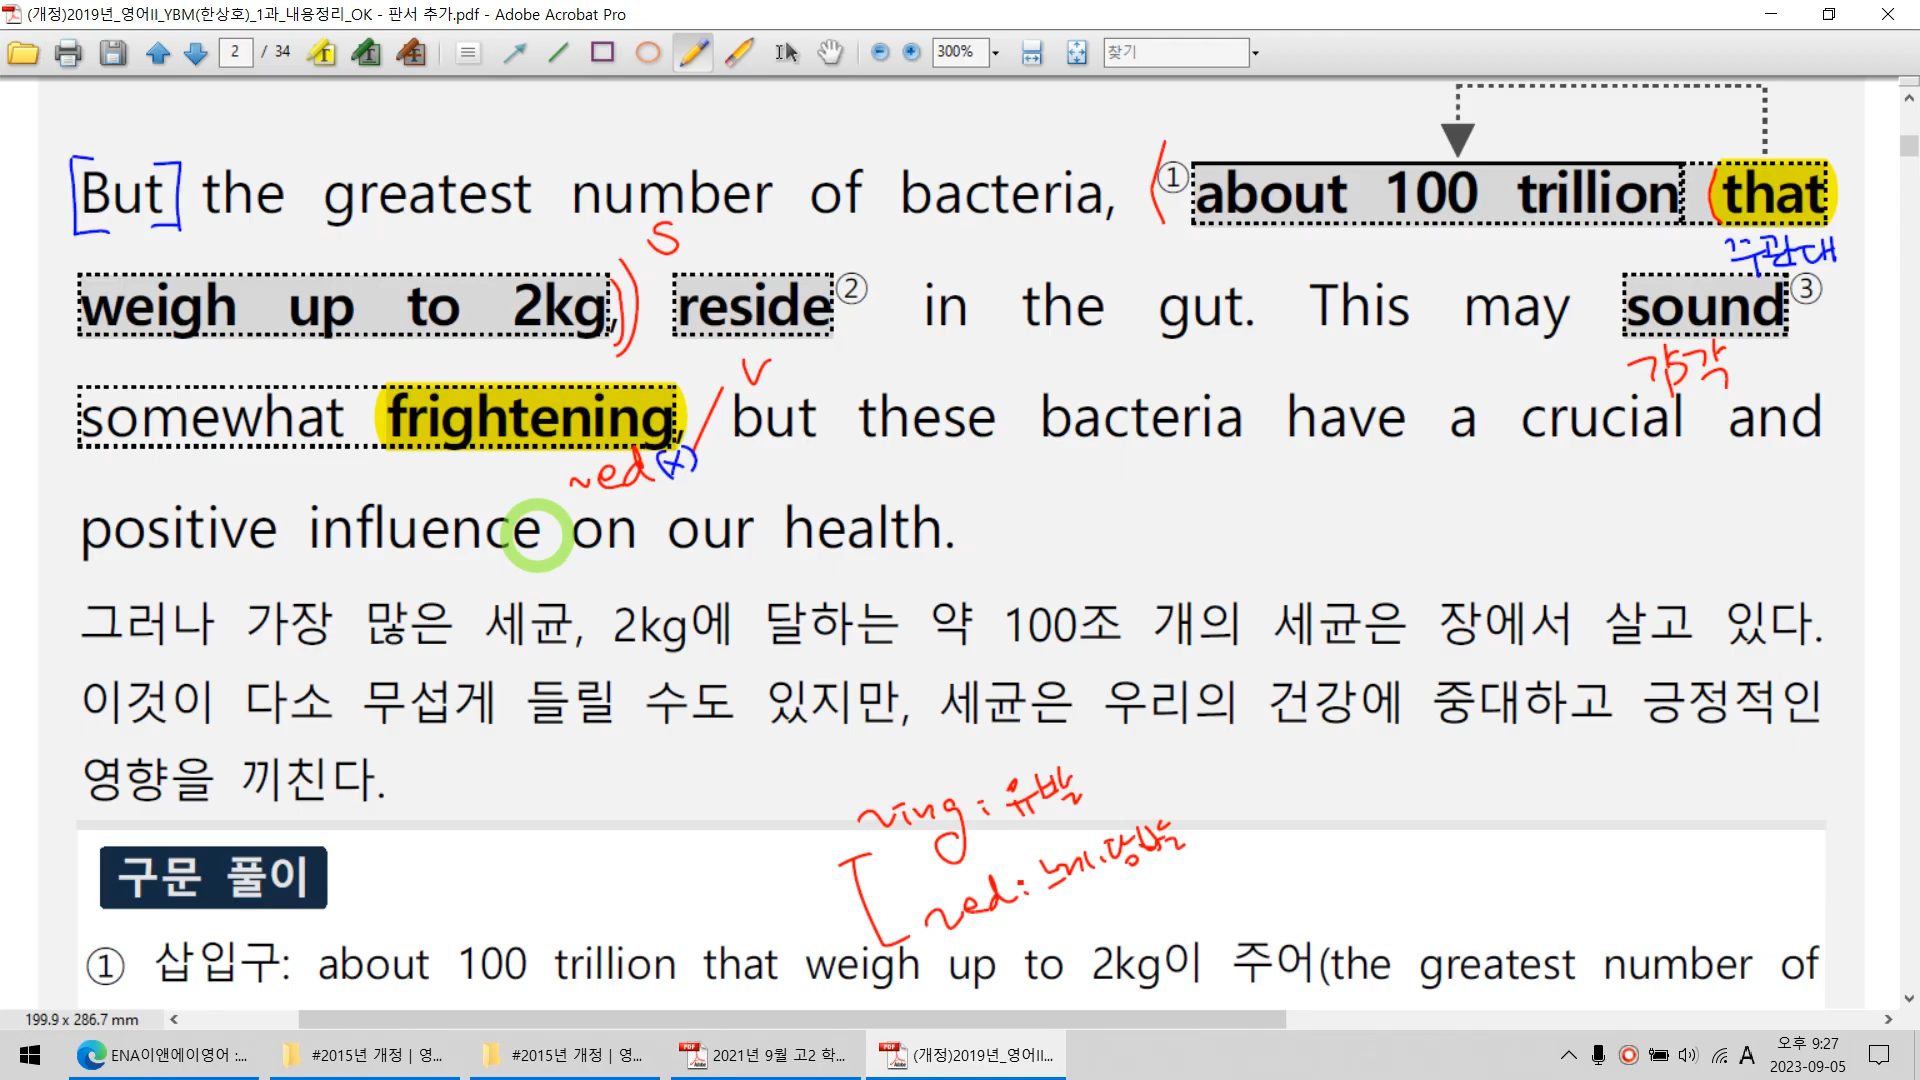 (개정)2019년_영어II_YBM(한상호)_1과_내용정리_OK - 판서 추가.pdf - Adobe Acrobat Pro
2 / 34 300% 찾기
[But] the greatest number of bacteria, ( ① about 100 trillion (that
주관대
S
weigh up to 2kg,)) reside ② in the gut. This may sound ③
V
감각
somewhat frightening, / but these bacteria have a crucial and
~ed (x)
positive influence on our health.
그러나 가장 많은 세균, 2kg에 달하는 약 100조 개의 세균은 장에서 살고 있다.
이것이 다소 무섭게 들릴 수도 있지만, 세균은 우리의 건강에 중대하고 긍정적인
영향을 끼친다.
~ing : 유발
~ed :
구문 풀이
① 삽입구: about 100 trillion that weigh up to 2kg이 주어(the greatest number of
199.9 x 286.7 mm
ENA이앤에이영어 :... #2015년 개정 | 영... #2015년 개정 | 영... 2021년 9월 고2 학... (개정)2019년_영어II... A 오후 9:27
2023-09-05